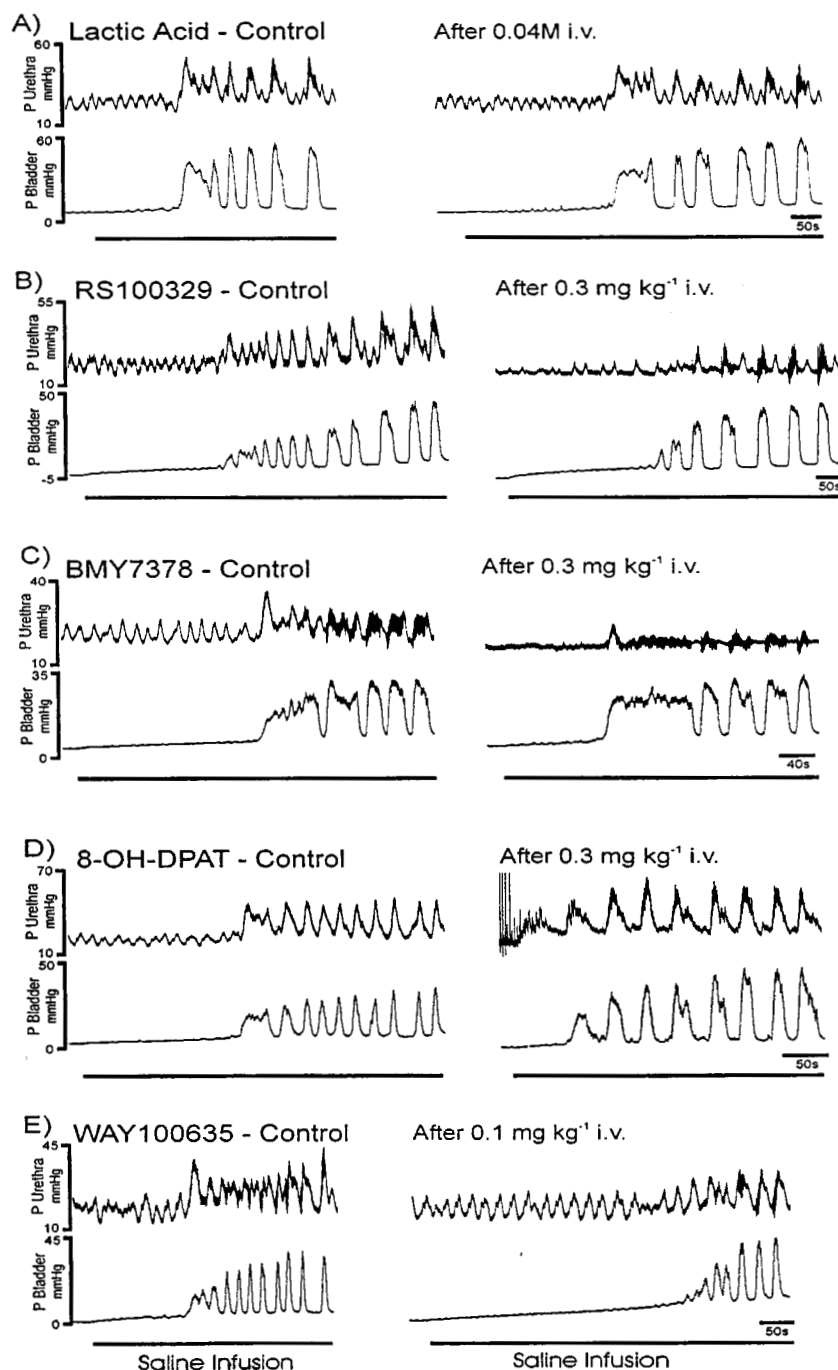 A) Lactic Acid - Control
After 0.04M i.v.
60
P Urethra
mmHg
10
60
P Bladder
mmHg
0
50s
B) RS100329 - Control
After 0.3 mg kg⁻¹ i.v.
55
P Urethra
mmHg
10
50
P Bladder
mmHg
-5
50s
C) BMY7378 - Control
After 0.3 mg kg⁻¹ i.v.
40
P Urethra
mmHg
10
35
P Bladder
mmHg
0
40s
D) 8-OH-DPAT - Control
After 0.3 mg kg⁻¹ i.v.
70
P Urethra
mmHg
10
50
P Bladder
mmHg
0
50s
E) WAY100635 - Control
After 0.1 mg kg⁻¹ i.v.
45
P Urethra
mmHg
10
45
P Bladder
mmHg
0
50s
Saline Infusion
Saline Infusion